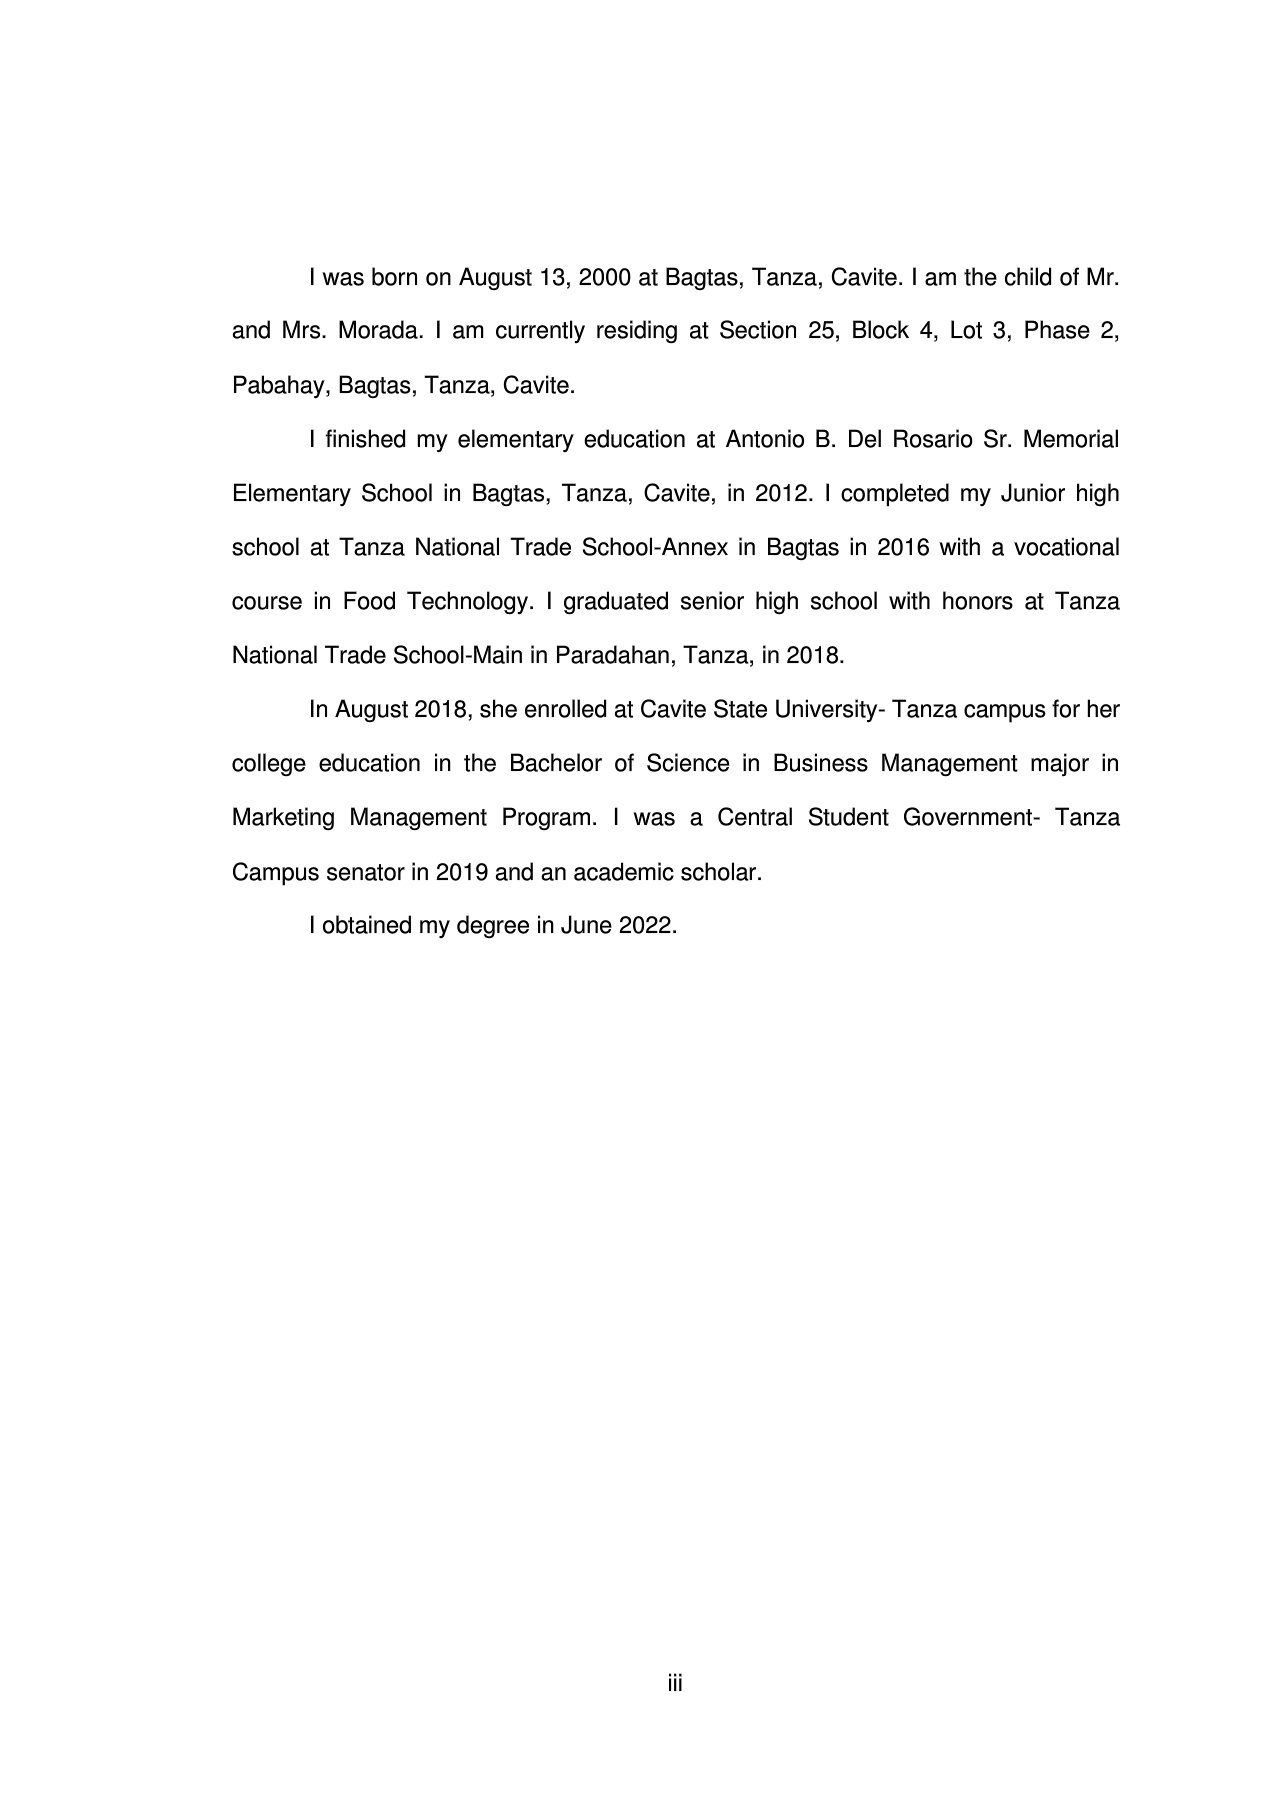 I was born on August 13, 2000 at Bagtas, Tanza, Cavite. I am the child of Mr.
and Mrs. Morada. I am currently residing at Section 25, Block 4, Lot 3, Phase 2,
Pabahay, Bagtas, Tanza, Cavite.
I finished my elementary education at Antonio B. Del Rosario Sr. Memorial
Elementary School in Bagtas, Tanza, Cavite, in 2012. I completed my Junior high
school at Tanza National Trade School-Annex in Bagtas in 2016 with a vocational
course in Food Technology. I graduated senior high school with honors at Tanza
National Trade School-Main in Paradahan, Tanza, in 2018.
In August 2018, she enrolled at Cavite State University- Tanza campus for her
college education in the Bachelor of Science in Business Management major in
Marketing Management Program. I was a Central Student Government- Tanza
Campus senator in 2019 and an academic scholar.
I obtained my degree in June 2022.
iii